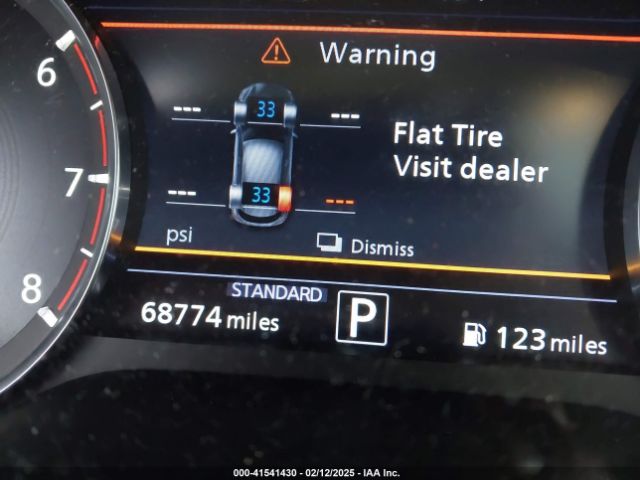 6
7
8
Warning
--- 33 ---
Flat Tire
Visit dealer
--- 33 ---
psi
Dismiss
STANDARD
68774 miles
P
123 miles
000-41541430 - 02/12/2025 - IAA Inc.